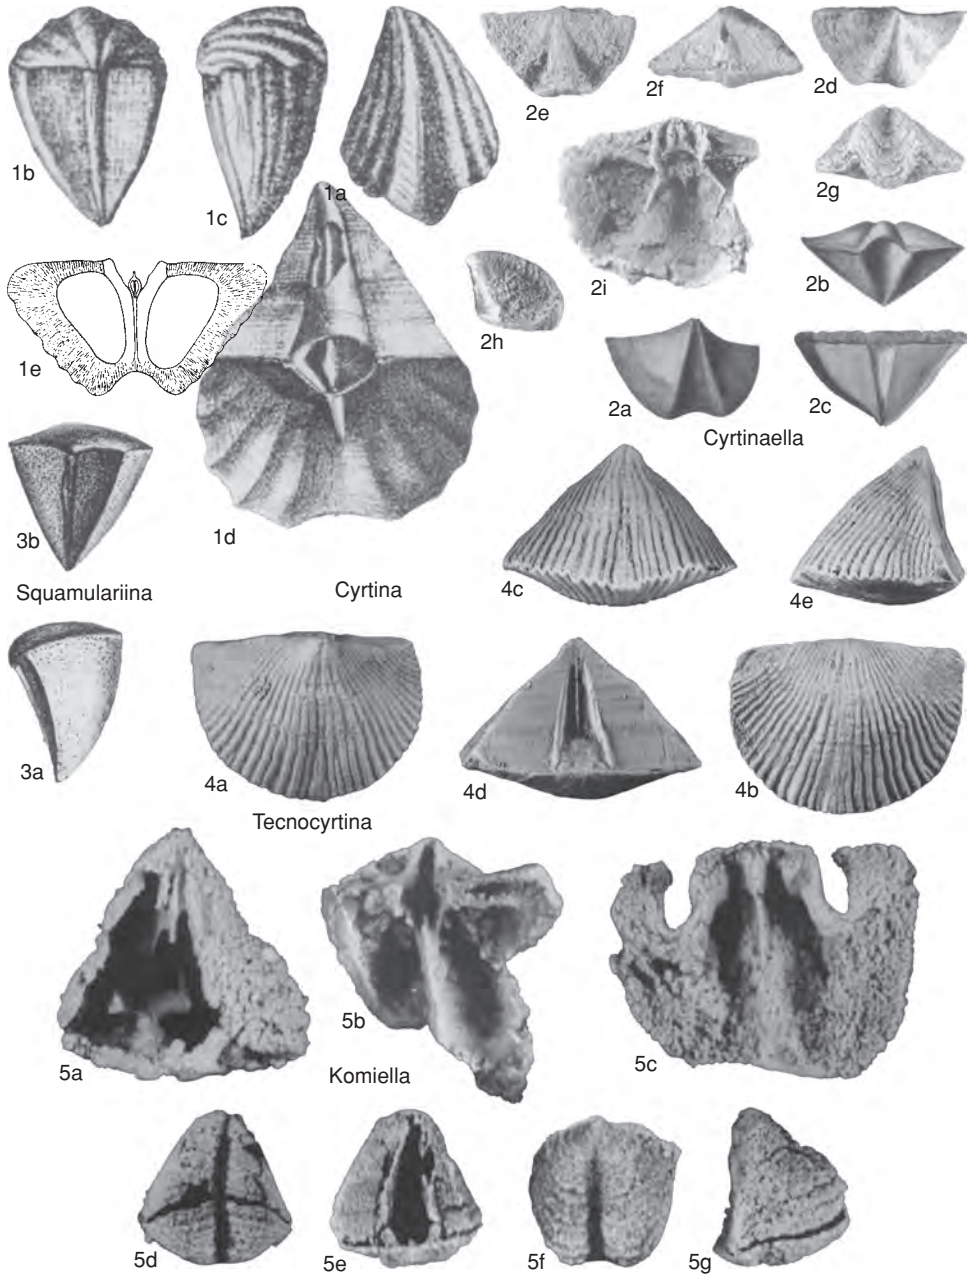 1b
1c
1a
2e
2f
2d
2g
2i
2h
2b
1e
2a
2c
Cyrtinaella
3b
1d
4c
4e
Squamulariina
Cyrtina
3a
4a
4d
4b
Tecnocyrtina
5a
5b
5c
Komiella
5d
5e
5f
5g